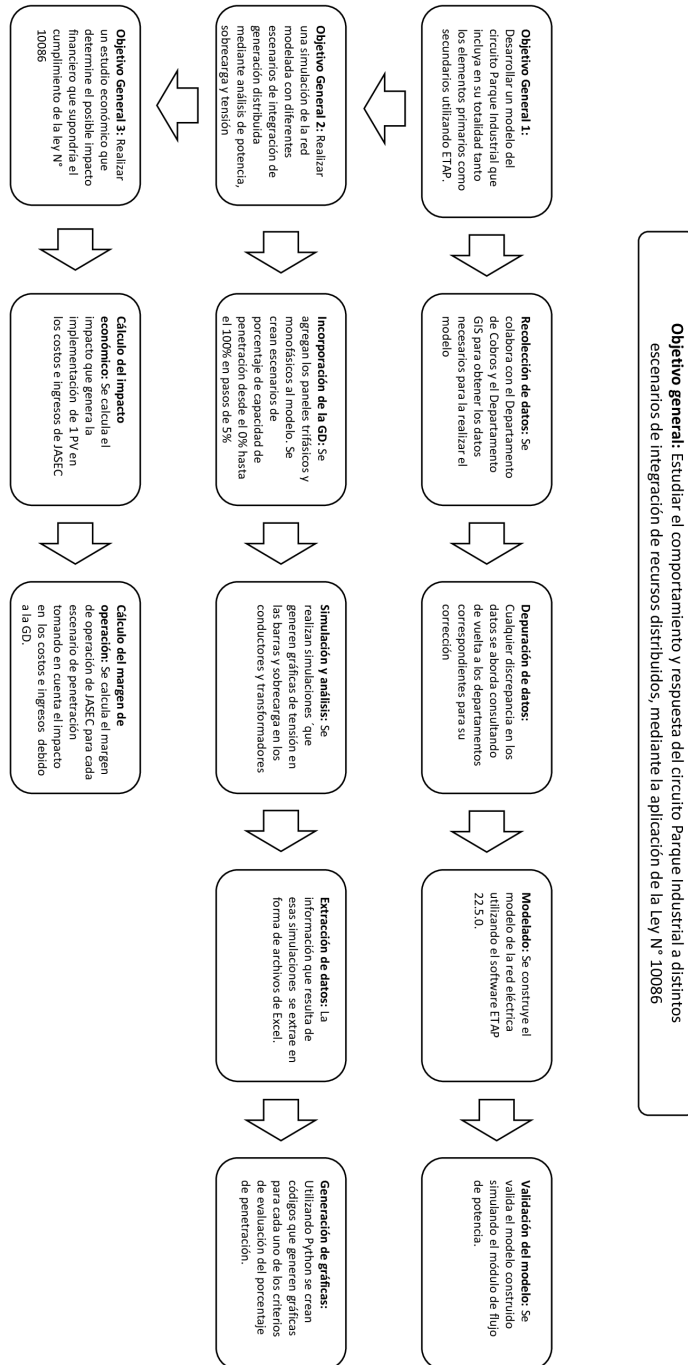 Objetivo general: Estudiar el comportamiento y respuesta del circuito Parque Industrial a distintos
escenarios de integración de recursos distribuidos, mediante la aplicación de la Ley N° 10086
Objetivo General 1:
Desarrollar un modelo del
circuito Parque Industrial que
incluya en su totalidad tanto
los elementos primarios como
secundarios utilizando ETAP.
Recolección de datos: Se
colabora con el Departamento
de Cobros y el Departamento
GIS para obtener los datos
necesarios para la realizar el
modelo
Depuración de datos:
Cualquier discrepancia en los
datos se aborda consultando
de vuelta a los departamentos
correspondientes para su
corrección
Modelado: Se construye el
modelo de la red eléctrica
utilizando el software ETAP
22.5.0.
Validación del modelo: Se
valida el modelo construido
simulando el módulo de flujo
de potencia.
Objetivo General 2: Realizar
una simulación de la red
modelada con diferentes
escenarios de integración de
generación distribuida
mediante análisis de potencia,
sobrecarga y tensión
Incorporación de la GD: Se
agregan los paneles trifásicos y
monofásicos al modelo. Se
crean escenarios de
porcentaje de capacidad de
penetración desde el 0% hasta
el 100% en pasos de 5%
Simulación y análisis: Se
realizan simulaciones ´que
generen gráficas de tensión en
las barras y sobrecarga en los
conductores y transformadores
Extracción de datos: La
información que resulta de
esas simulaciones se extrae en
forma de archivos de Excel.
Generación de gráficas:
Utilizando Python se crean
códigos que generen gráficas
para cada uno de los criterios
de evaluación del porcentaje
de penetración.
Objetivo General 3: Realizar
un estudio económico que
determine el posible impacto
financiero que supondría el
cumplimiento de la ley N°
10086
Cálculo del impacto
económico: Se calcula el
impacto que genera la
implementación de 1 PV en
los costos e ingresos de JASEC
Cálculo del margen de
operación: Se calcula el margen
de operación de JASEC para cada
escenario de penetración
tomando en cuenta el impacto
en los costos e ingresos debido
a la GD.